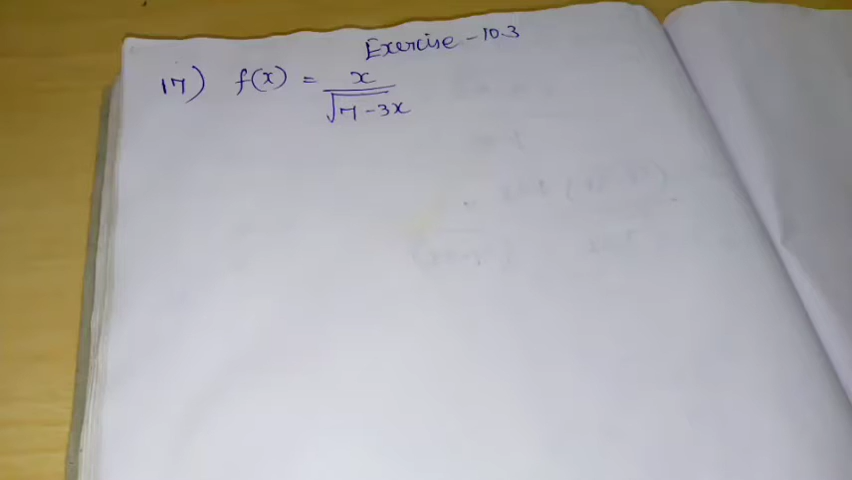 Exercise - 10.3
17) f(x) = x / √7-3x